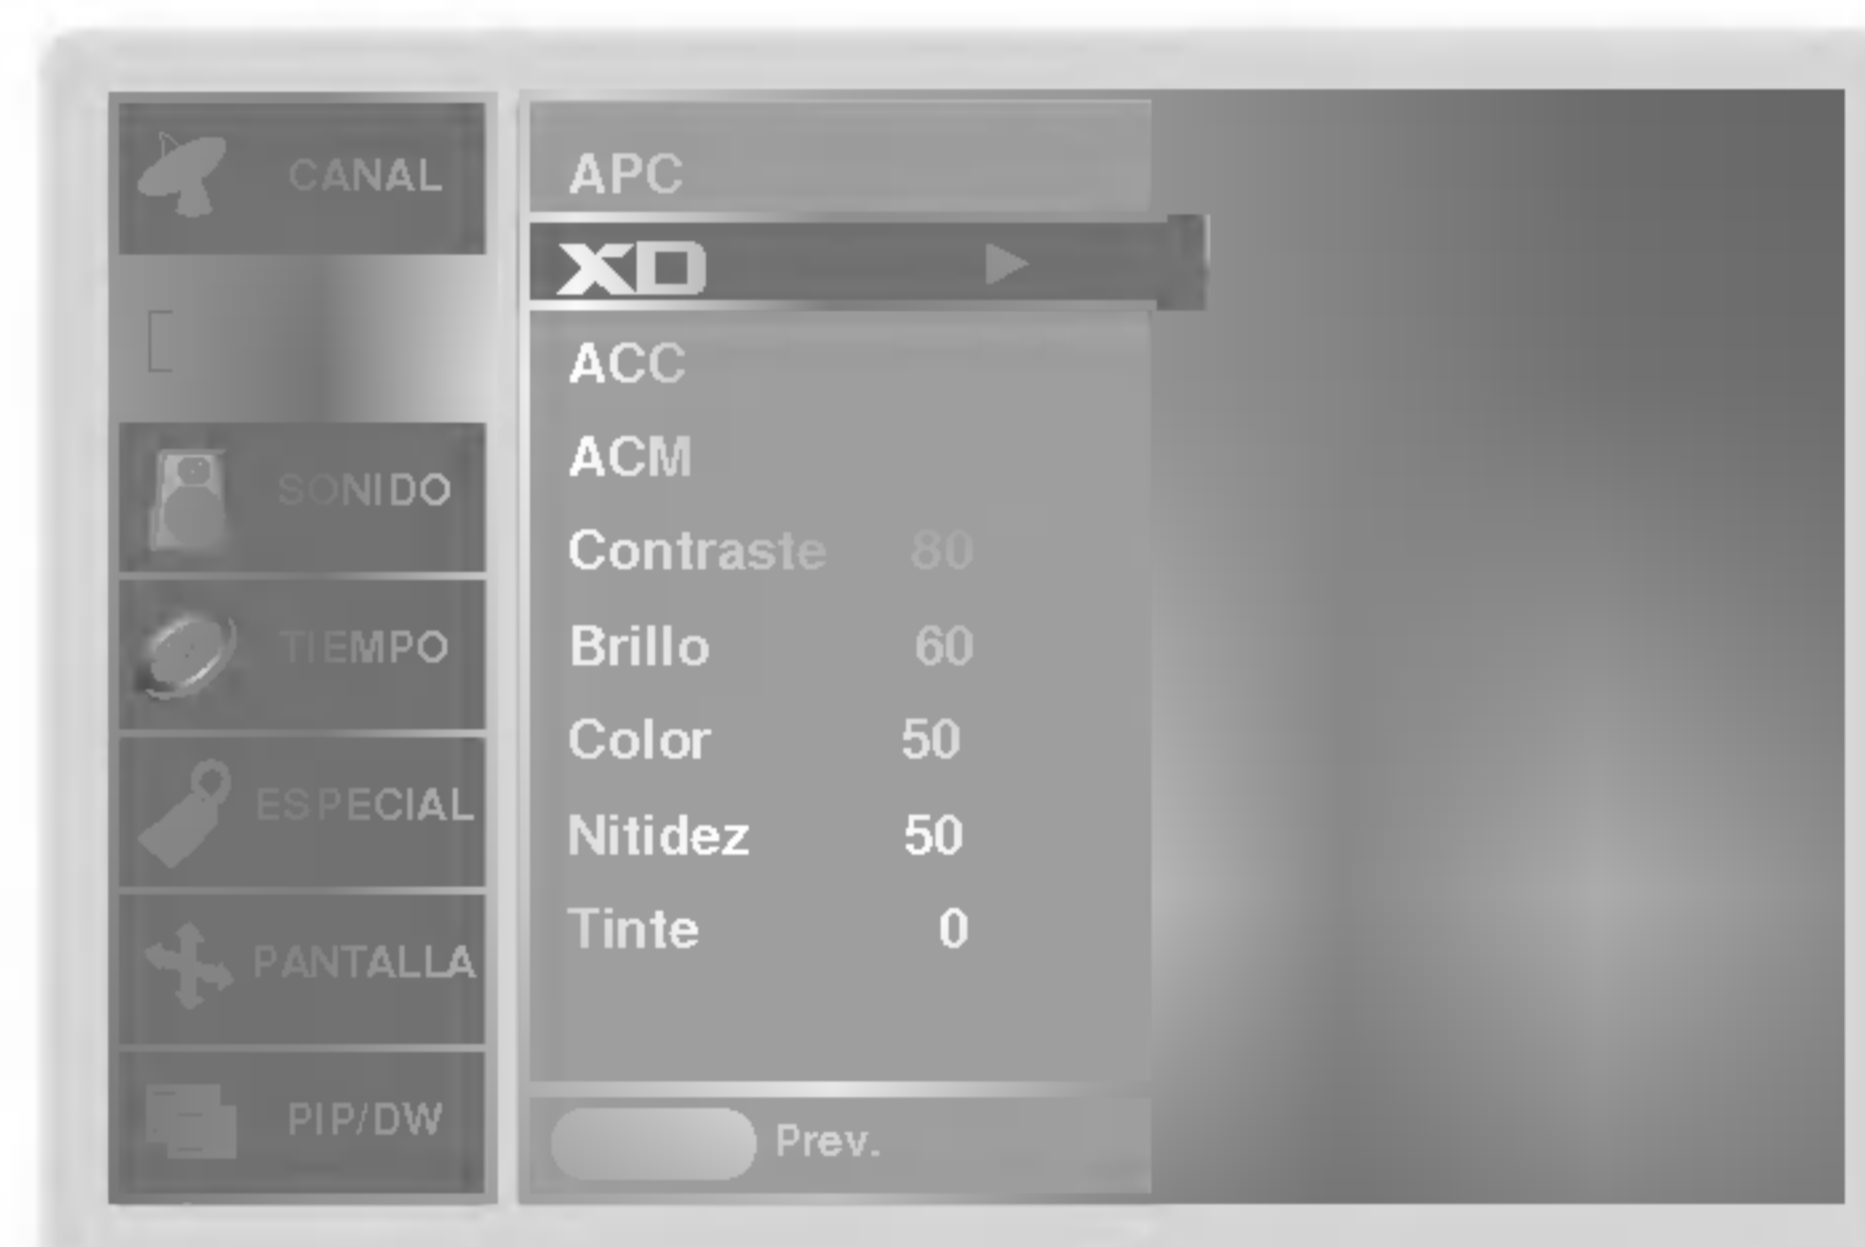 CANAL
SONIDO
TIEMPO
ESPECIAL
PANTALLA
PIP/DW
APC
XD
ACC
ACM
Contraste 80
Brillo 60
Color 50
Nitidez 50
Tinte 0
Prev.